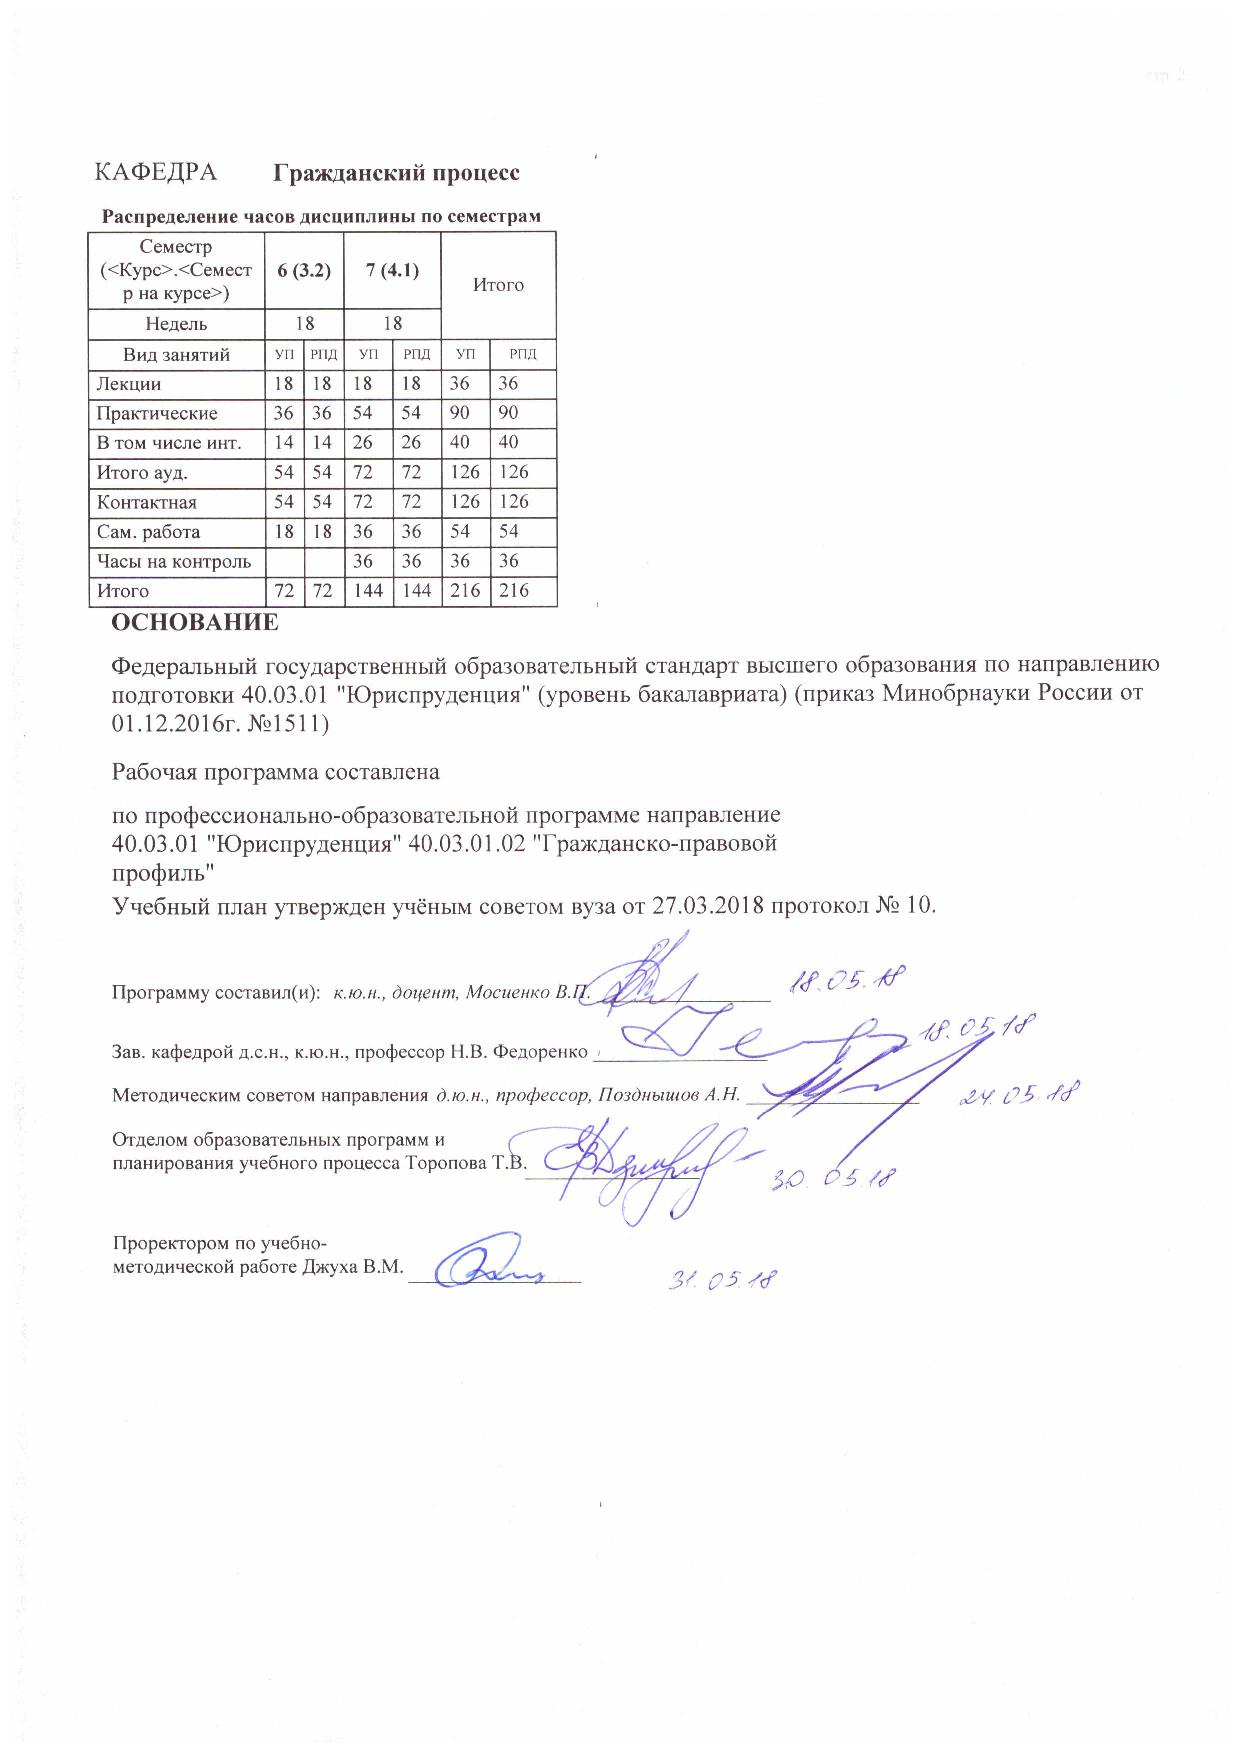 стр. 2
КАФЕДРА Гражданский процесс
Распределение часов дисциплины по семестрам
Семестр
(<Курс>.<Семест
р на курсе>) 6 (3.2) 7 (4.1) Итого
Недель 18 18
Вид занятий УП РПД УП РПД УП РПД
Лекции 18 18 18 18 36 36
Практические 36 36 54 54 90 90
В том числе инт. 14 14 26 26 40 40
Итого ауд. 54 54 72 72 126 126
Контактная 54 54 72 72 126 126
Сам. работа 18 18 36 36 54 54
Часы на контроль 36 36 36 36
Итого 72 72 144 144 216 216
ОСНОВАНИЕ
Федеральный государственный образовательный стандарт высшего образования по направлению
подготовки 40.03.01 "Юриспруденция" (уровень бакалавриата) (приказ Минобрнауки России от
01.12.2016г. №1511)
Рабочая программа составлена
по профессионально-образовательной программе направление
40.03.01 "Юриспруденция" 40.03.01.02 "Гражданско-правовой
профиль"
Учебный план утвержден учёным советом вуза от 27.03.2018 протокол № 10.
Программу составил(и): к.ю.н., доцент, Мосиенко В.П. 18.05.18
Зав. кафедрой д.с.н., к.ю.н., профессор Н.В. Федоренко 18.05.18
Методическим советом направления д.ю.н., профессор, Позднышов А.Н. 24.05.18
Отделом образовательных программ и
планирования учебного процесса Торопова Т.В. 30.05.18
Проректором по учебно-
методической работе Джуха В.М. 31.05.18